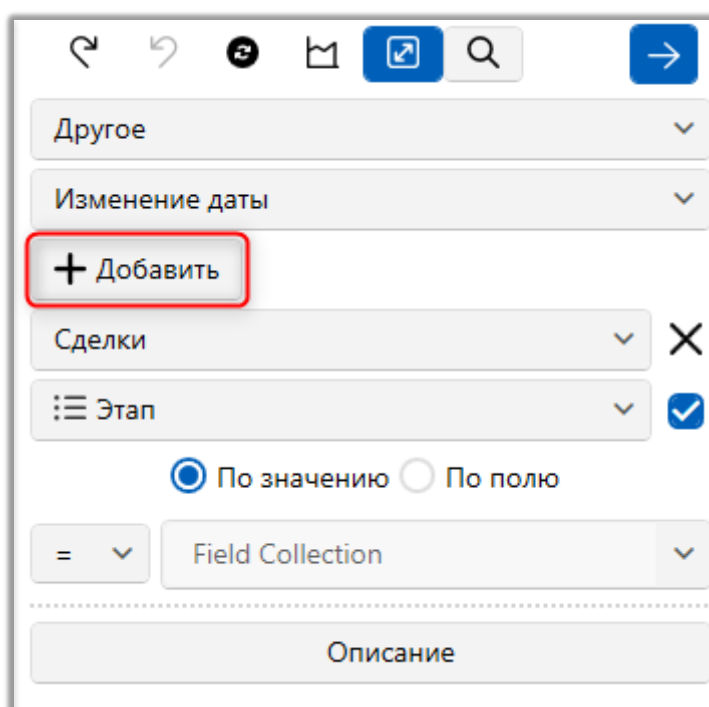 Другое
Изменение даты
+ Добавить
Сделки
Этап
По значению По полю
= Field Collection
Описание